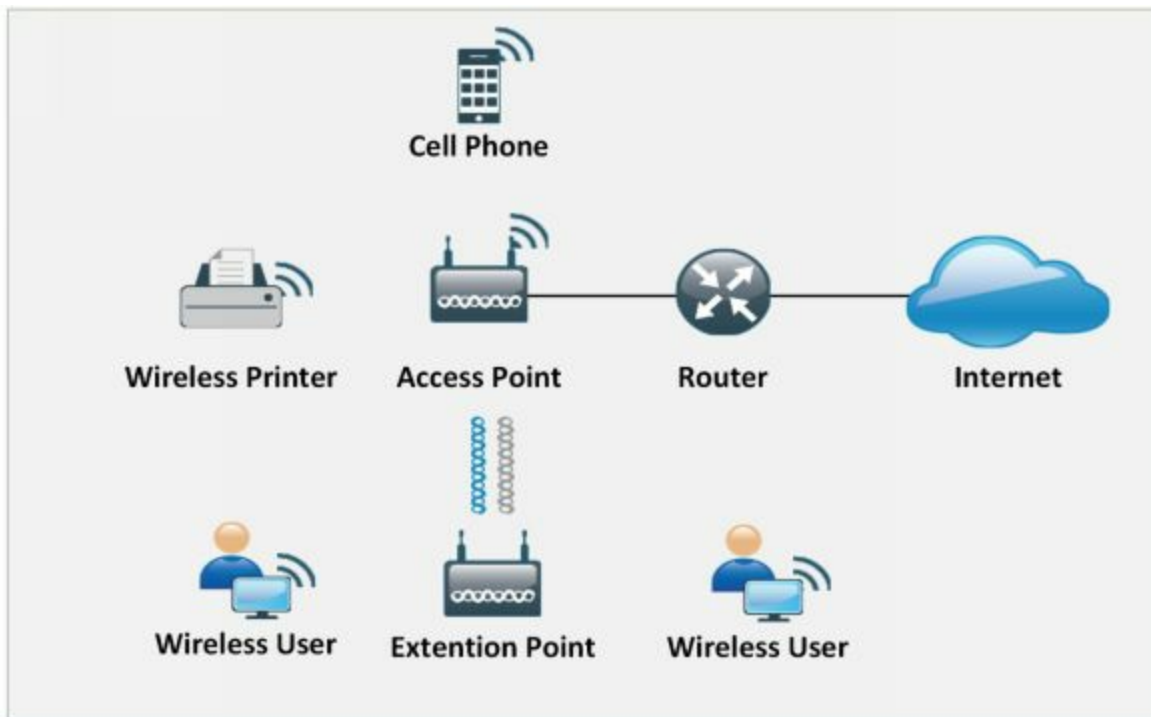 Cell Phone
Wireless Printer
Access Point
Router
Internet
Wireless User
Extention Point
Wireless User